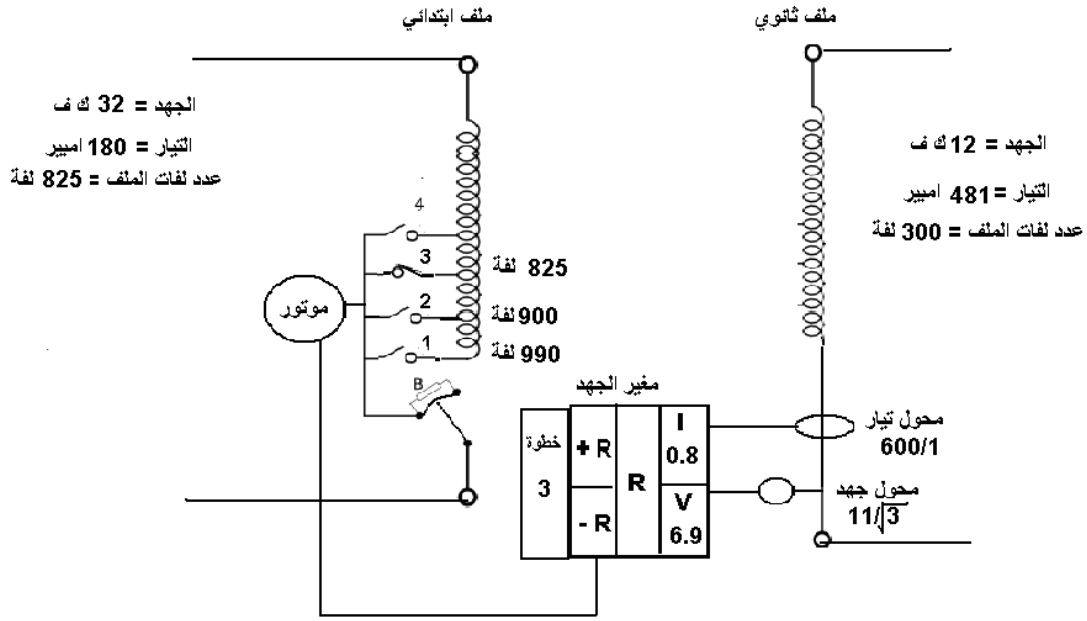 ملف ابتدائي
ملف ثانوي
الجهد = 32 ك ف
التيار = 180 امبير
عدد لفات الملف = 825 لفة
الجهد = 12 ك ف
التيار = 481 امبير
عدد لفات الملف = 300 لفة
4
3
825 لفة
2
900 لفة
1
990 لفة
موتور
B
مغير الجهد
خطوة
3
+ R
- R
R
I
0.8
V
6.9
محول تيار
600/1
محول جهد
11/√3